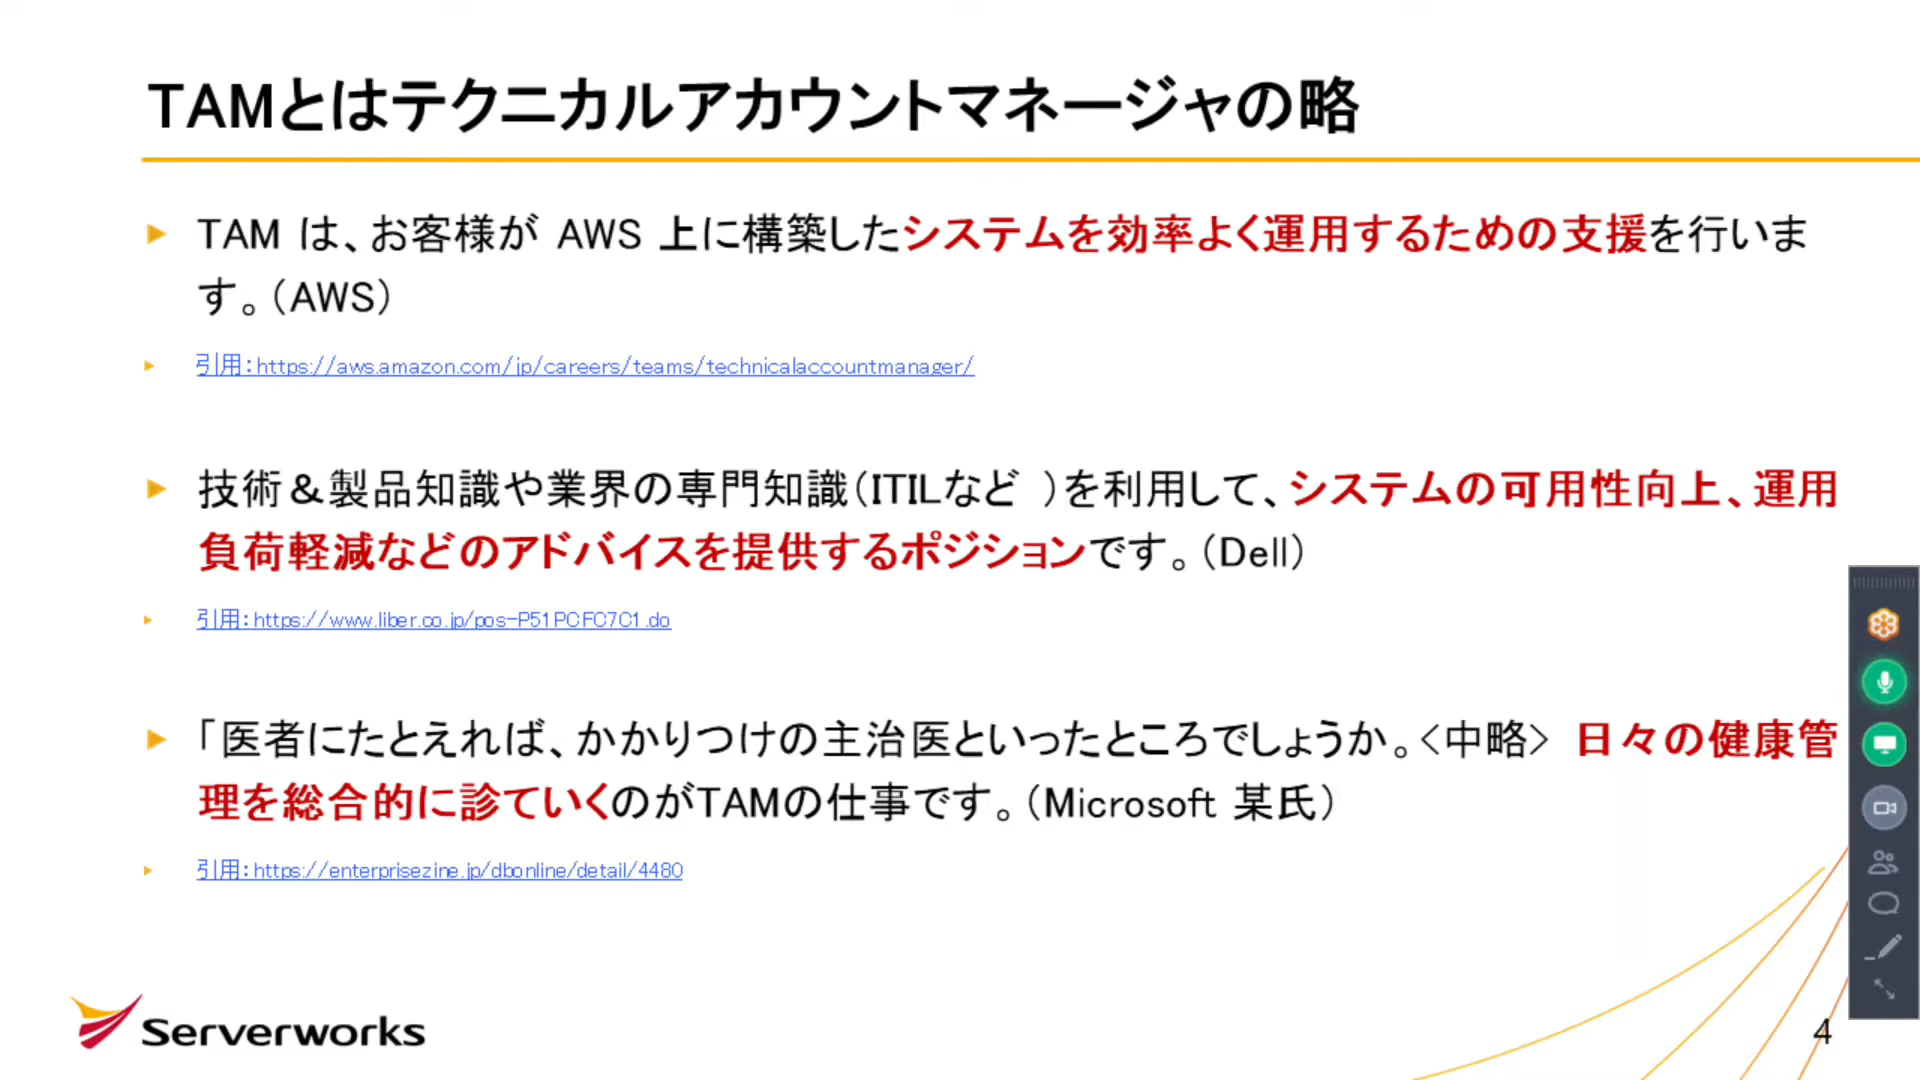 TAMとはテクニカルアカウントマネージャの略
TAM は、お客様が AWS 上に構築したシステムを効率よく運用するための支援を行いま
す。（AWS）
引用：https://aws.amazon.com/jp/careers/teams/technicalaccountmanager/
技術＆製品知識や業界の専門知識（ITILなど ）を利用して、システムの可用性向上、運用
負荷軽減などのアドバイスを提供するポジションです。（Dell）
引用：https://www.liber.co.jp/pos-P51PCFC7C1.do
「医者にたとえれば、かかりつけの主治医といったところでしょうか。<中略> 日々の健康管
理を総合的に診ていくのがTAMの仕事です。（Microsoft 某氏）
引用：https://enterprisezine.jp/dbonline/detail/4480
Serverworks
4